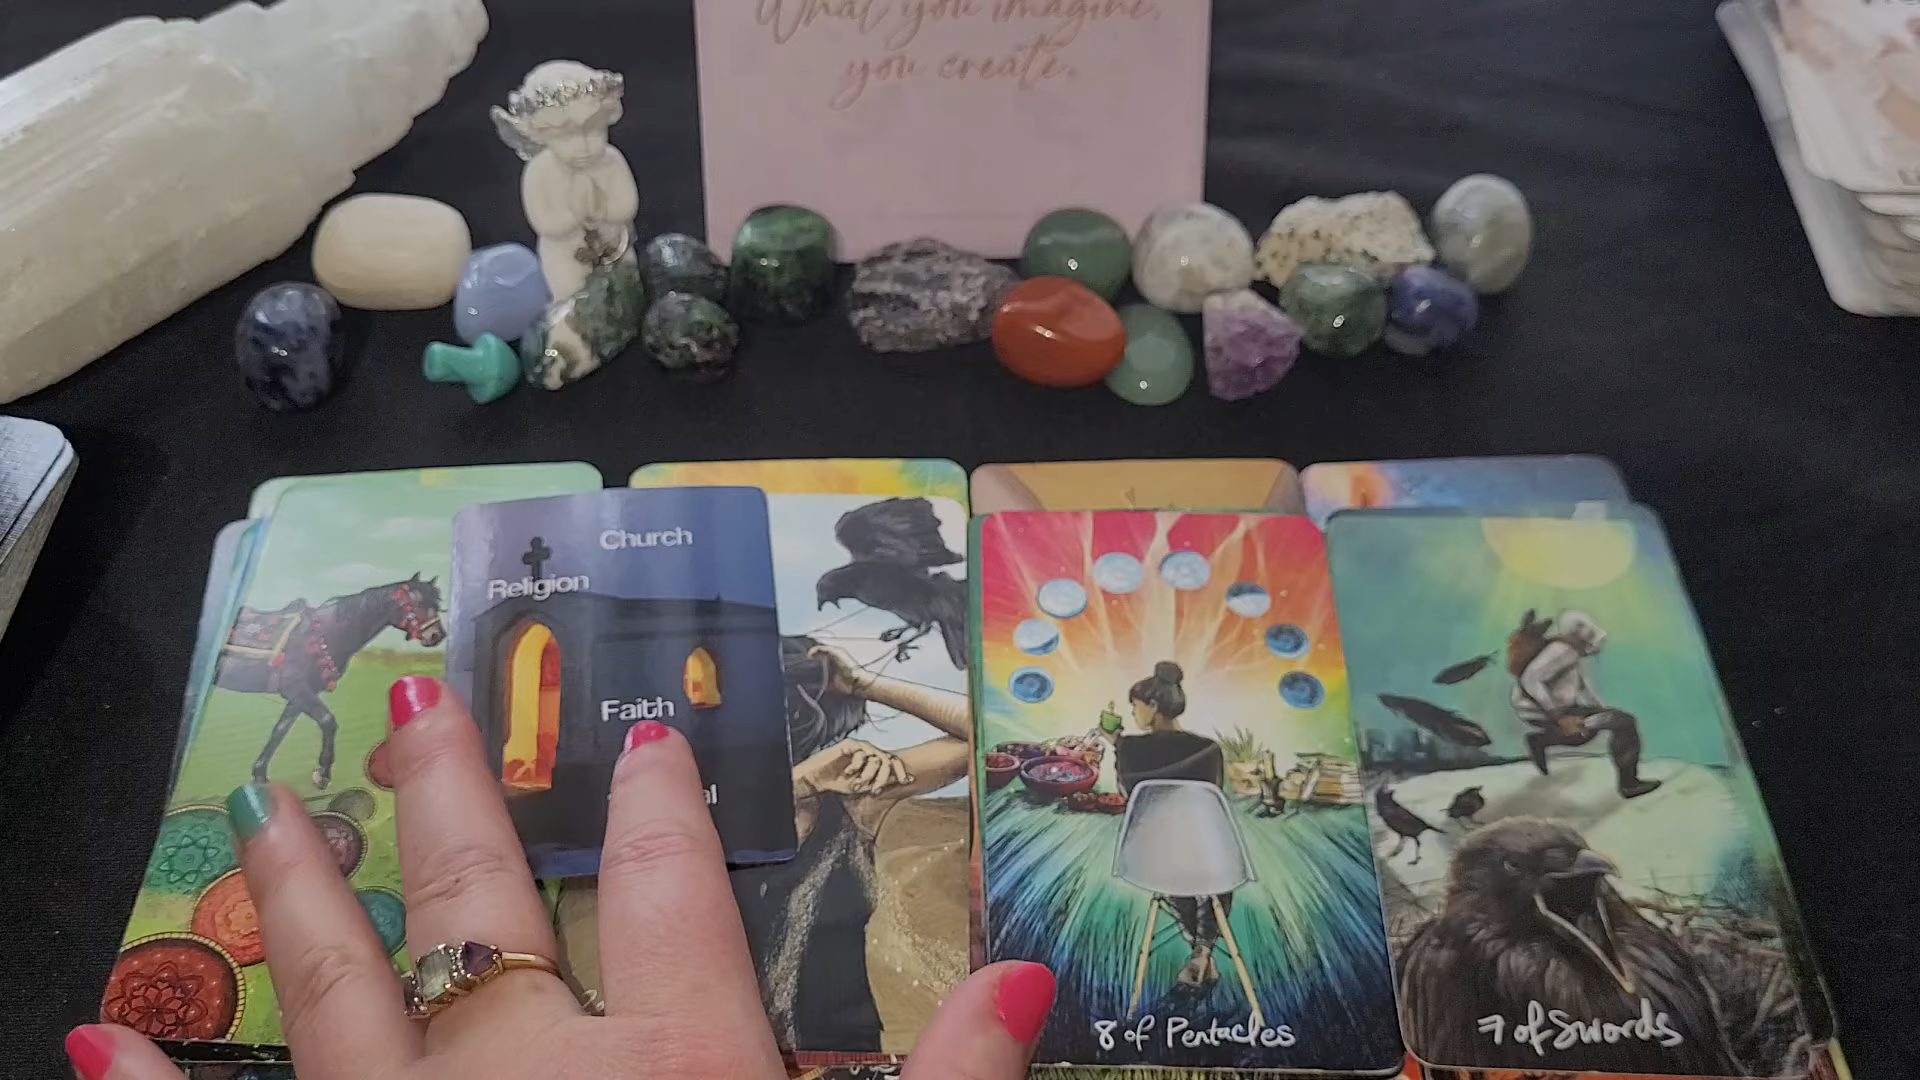 What you imagine,
you create.
Church
Religion
Faith
8 of Pentacles
7 of Swords